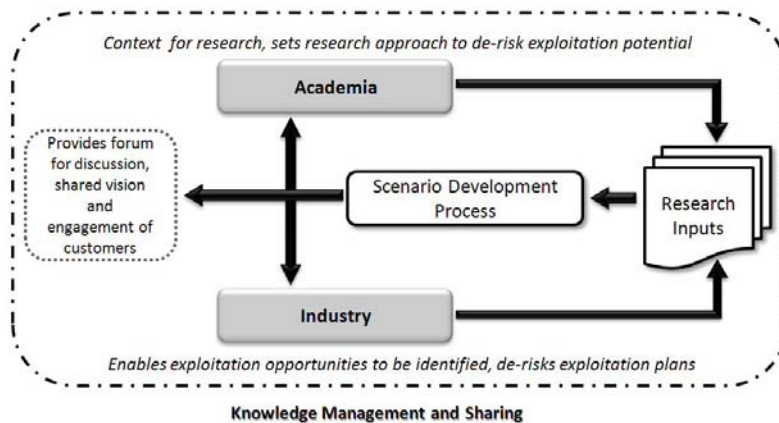 Context for research, sets research approach to de-risk exploitation potential
Academia
Provides forum
for discussion,
shared vision
and
engagement of
customers
Scenario Development
Process
Research
Inputs
Industry
Enables exploitation opportunities to be identified, de-risks exploitation plans
Knowledge Management and Sharing